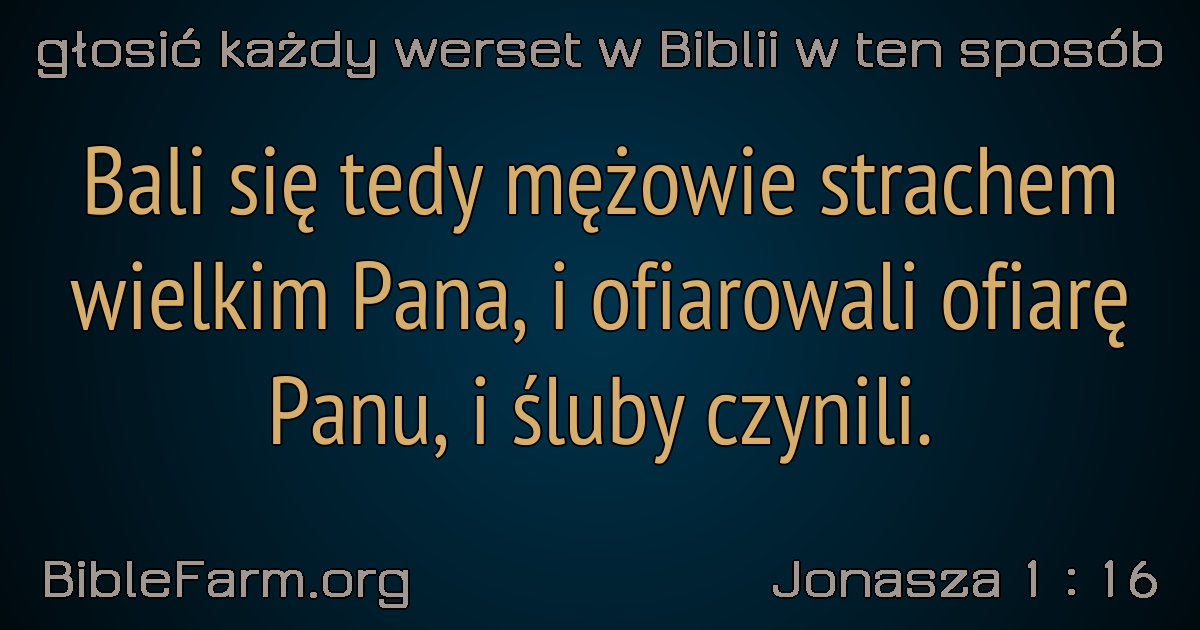 głosić każdy werset w Biblii w ten sposób
Bali się tedy mężowie strachem
wielkim Pana, i ofiarowali ofiarę
Panu, i śluby czynili.
BibleFarm.org
Jonasza 1 : 16